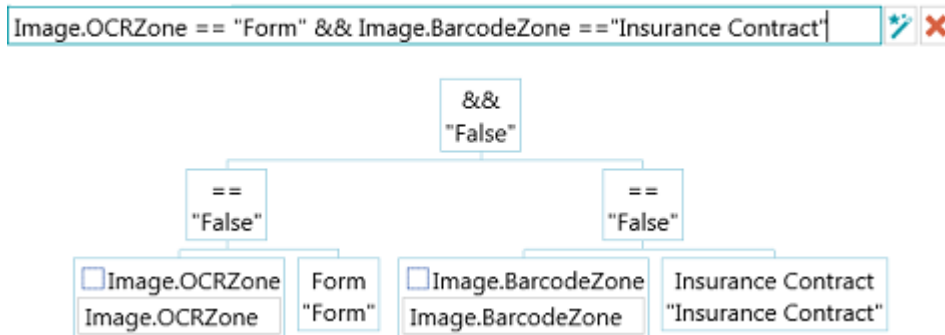 Image.OCRZone == "Form" && Image.BarcodeZone =="Insurance Contract"
&&
"False"
==
"False"
==
"False"
Image.OCRZone
Image.OCRZone
Form
"Form"
Image.BarcodeZone
Image.BarcodeZone
Insurance Contract
"Insurance Contract"